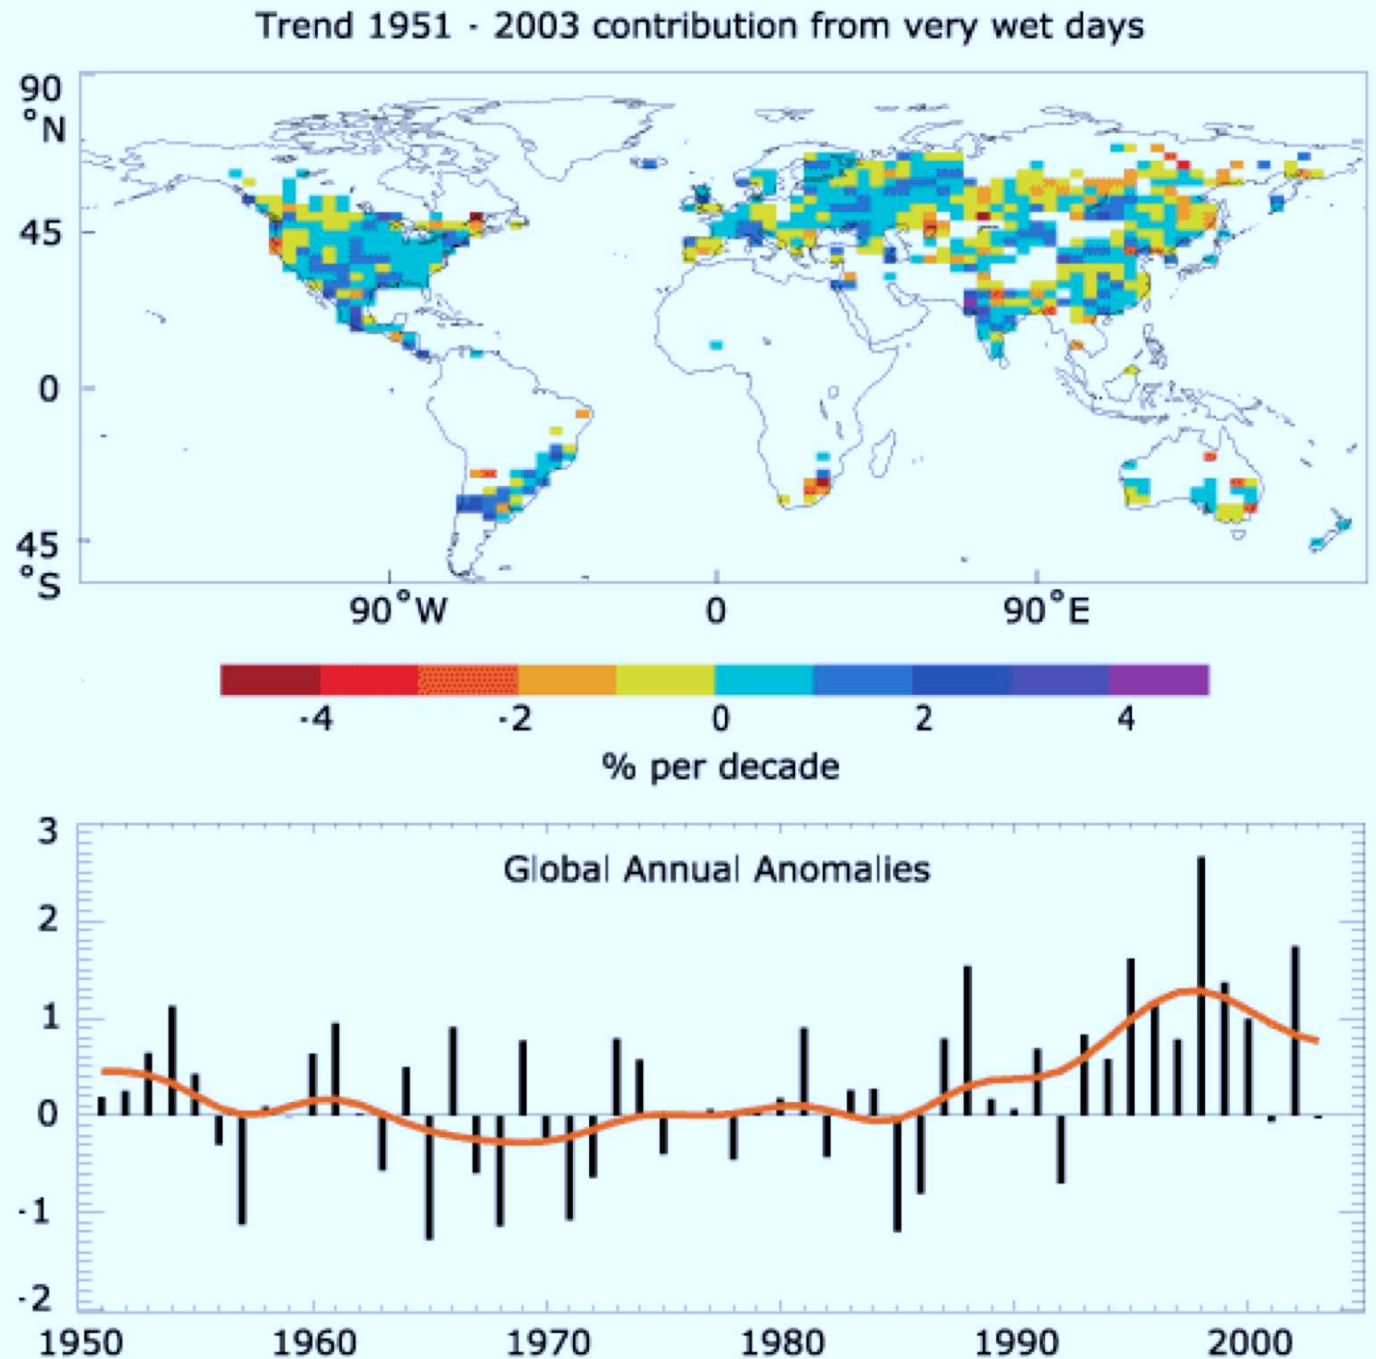 Trend 1951 - 2003 contribution from very wet days
90
°N
45
0
45
°S
90°W 0 90°E
-4 -2 0 2 4
% per decade
3
Global Annual Anomalies
2
1
0
-1
-2
1950 1960 1970 1980 1990 2000